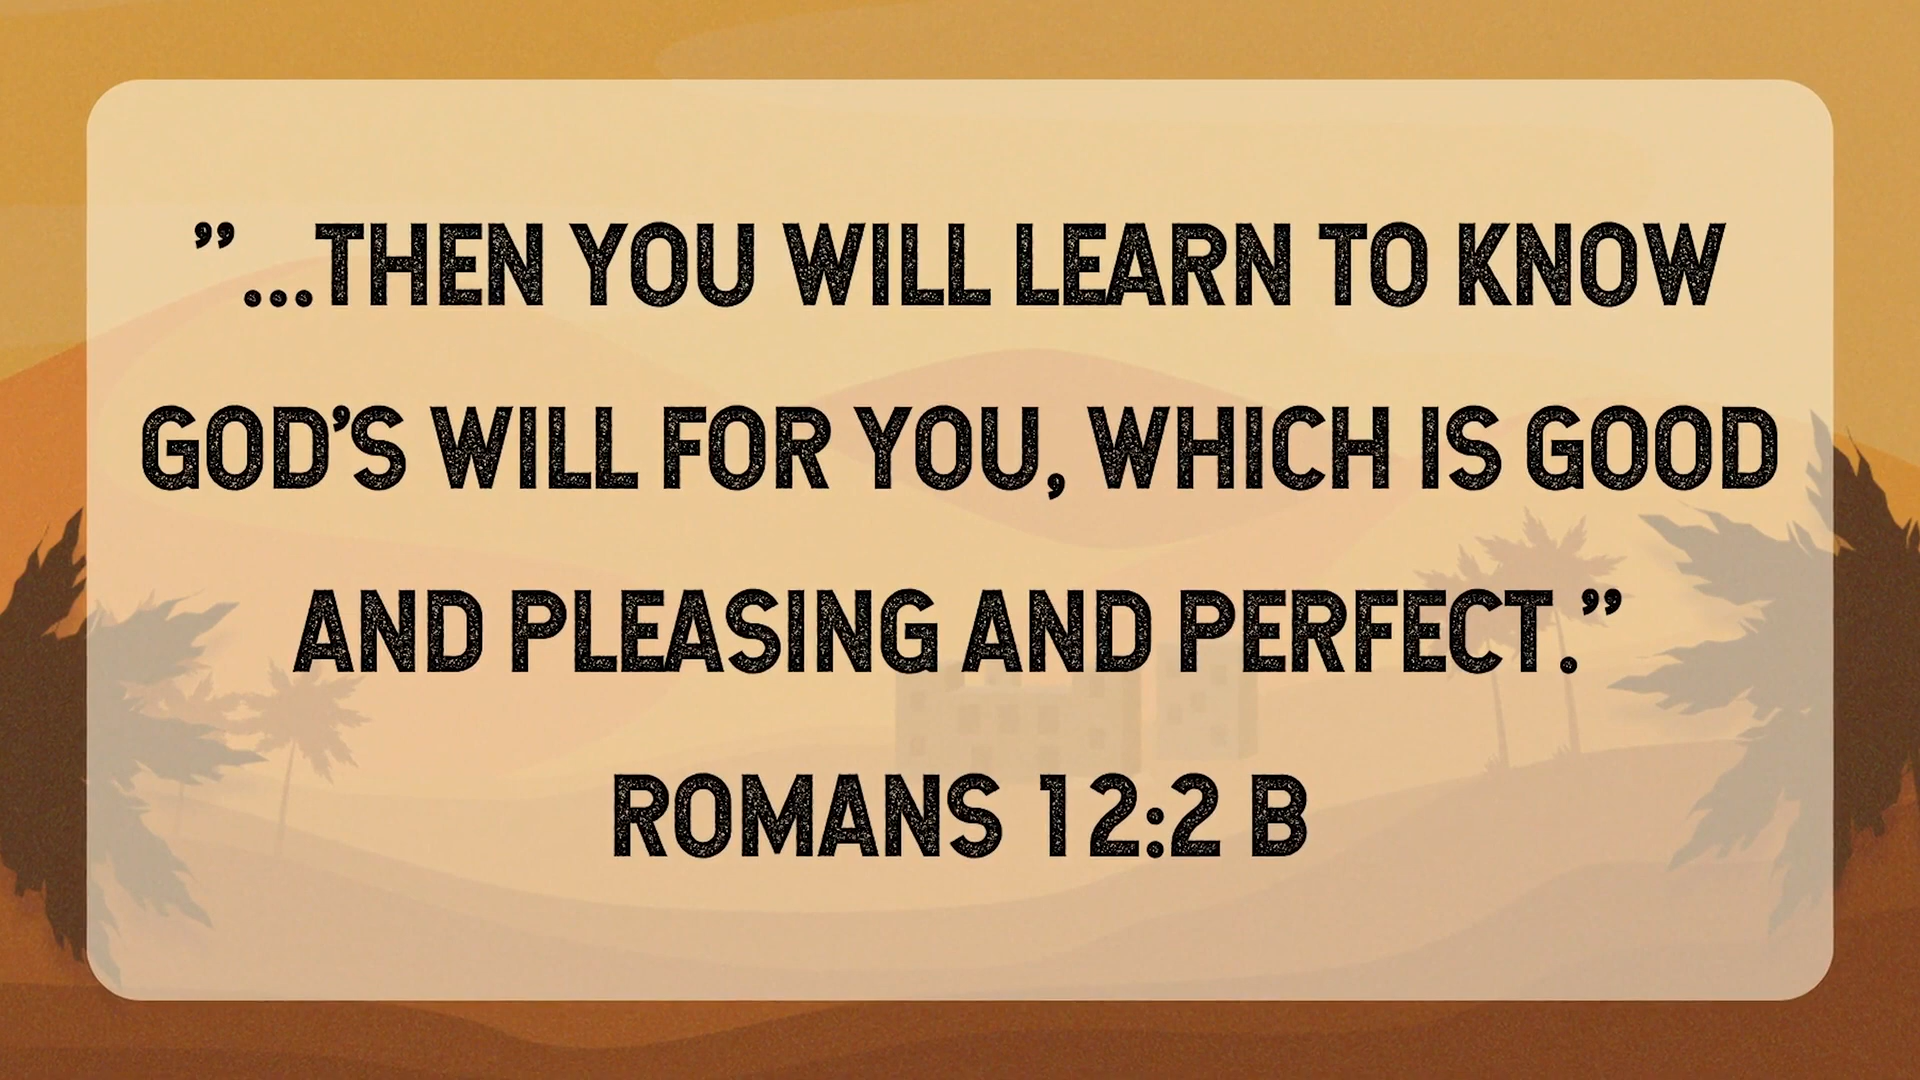 ”...THEN YOU WILL LEARN TO KNOW
GOD’S WILL FOR YOU, WHICH IS GOOD
AND PLEASING AND PERFECT.”
ROMANS 12:2 B